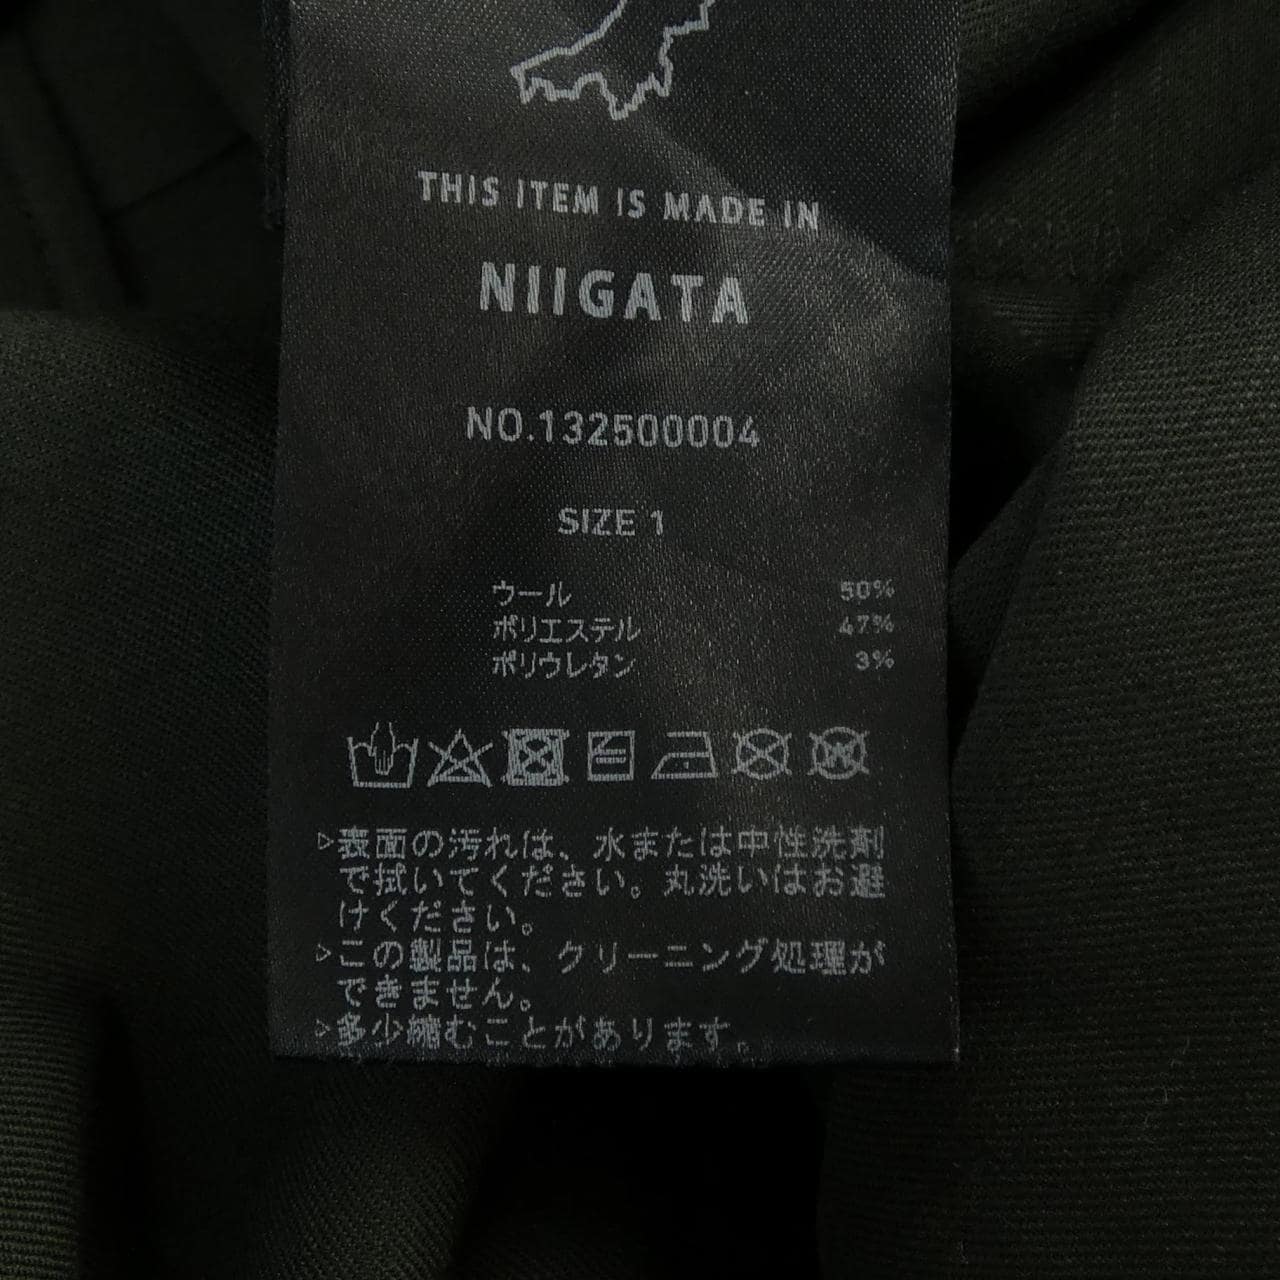 THIS ITEM IS MADE IN
NIIGATA
NO.132500004
SIZE 1
ウール 50%
ポリエステル 47%
ポリウレタン 3%
▷表面の汚れは、水または中性洗剤
で拭いてください。丸洗いはお避
けください。
▷この製品は、クリーニング処理が
できません。
▷多少縮むことがあります。